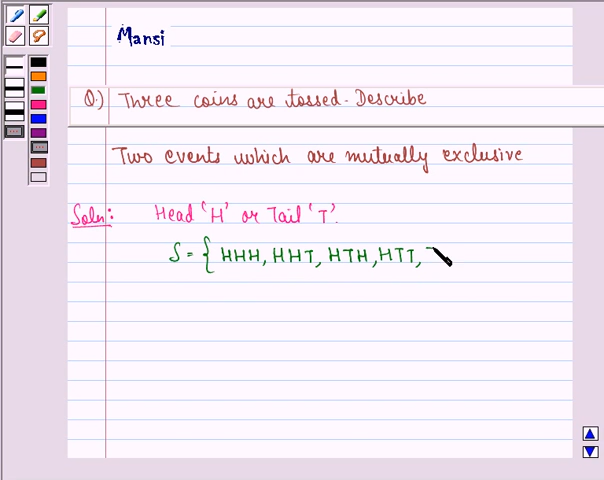 Mansi
Q.) Three coins are tossed. Describe
Two events which are mutually exclusive
Soln: Head 'H' or Tail 'T'.
S = { HHH, HHT, HTH, HTT,